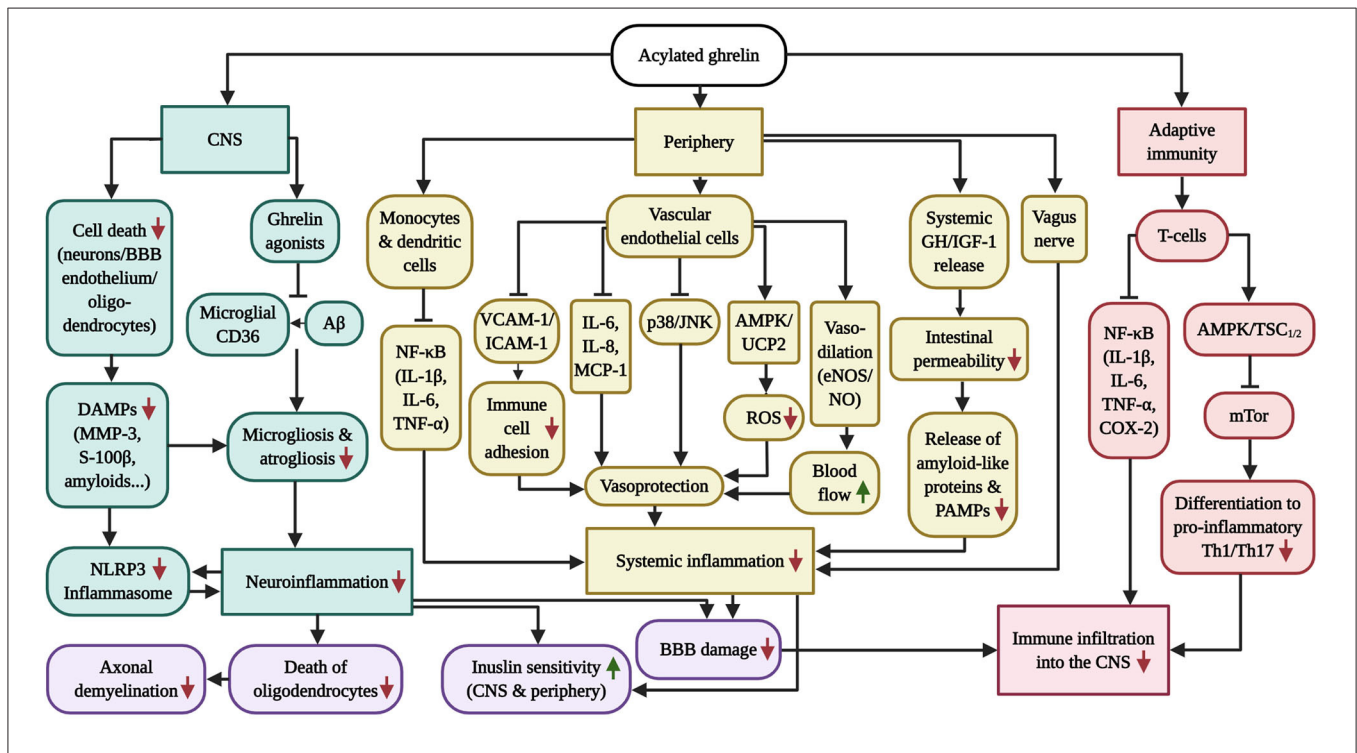 Acylated ghrelin
CNS
Periphery
Adaptive
immunity
Cell death
(neurons/BBB
endothelium/
oligo-
dendrocytes)
Ghrelin
agonists
Microglial
CD36
Aβ
DAMPs
(MMP-3,
S-100β,
amyloids...)
Microgliosis &
atrogliosis
NLRP3
Inflammasome
Neuroinflammation
Axonal
demyelination
Death of
oligodendrocytes
Monocytes
& dendritic
cells
NF-κB
(IL-1β,
IL-6,
TNF-α)
Vascular
endothelial cells
VCAM-1/
ICAM-1
Immune
cell
adhesion
IL-6,
IL-8,
MCP-1
p38/JNK
AMPK/
UCP2
ROS
Vaso-
dilation
(eNOS/
NO)
Blood
flow
Vasoprotection
Systemic
GH/IGF-1
release
Intestinal
permeability
Release of
amyloid-like
proteins &
PAMPs
Vagus
nerve
Systemic inflammation
Inuslin sensitivity
(CNS & periphery)
BBB damage
T-cells
NF-κB
(IL-1β,
IL-6,
TNF-α,
COX-2)
AMPK/TSC1/2
mTor
Differentiation to
pro-inflammatory
Th1/Th17
Immune infiltration
into the CNS